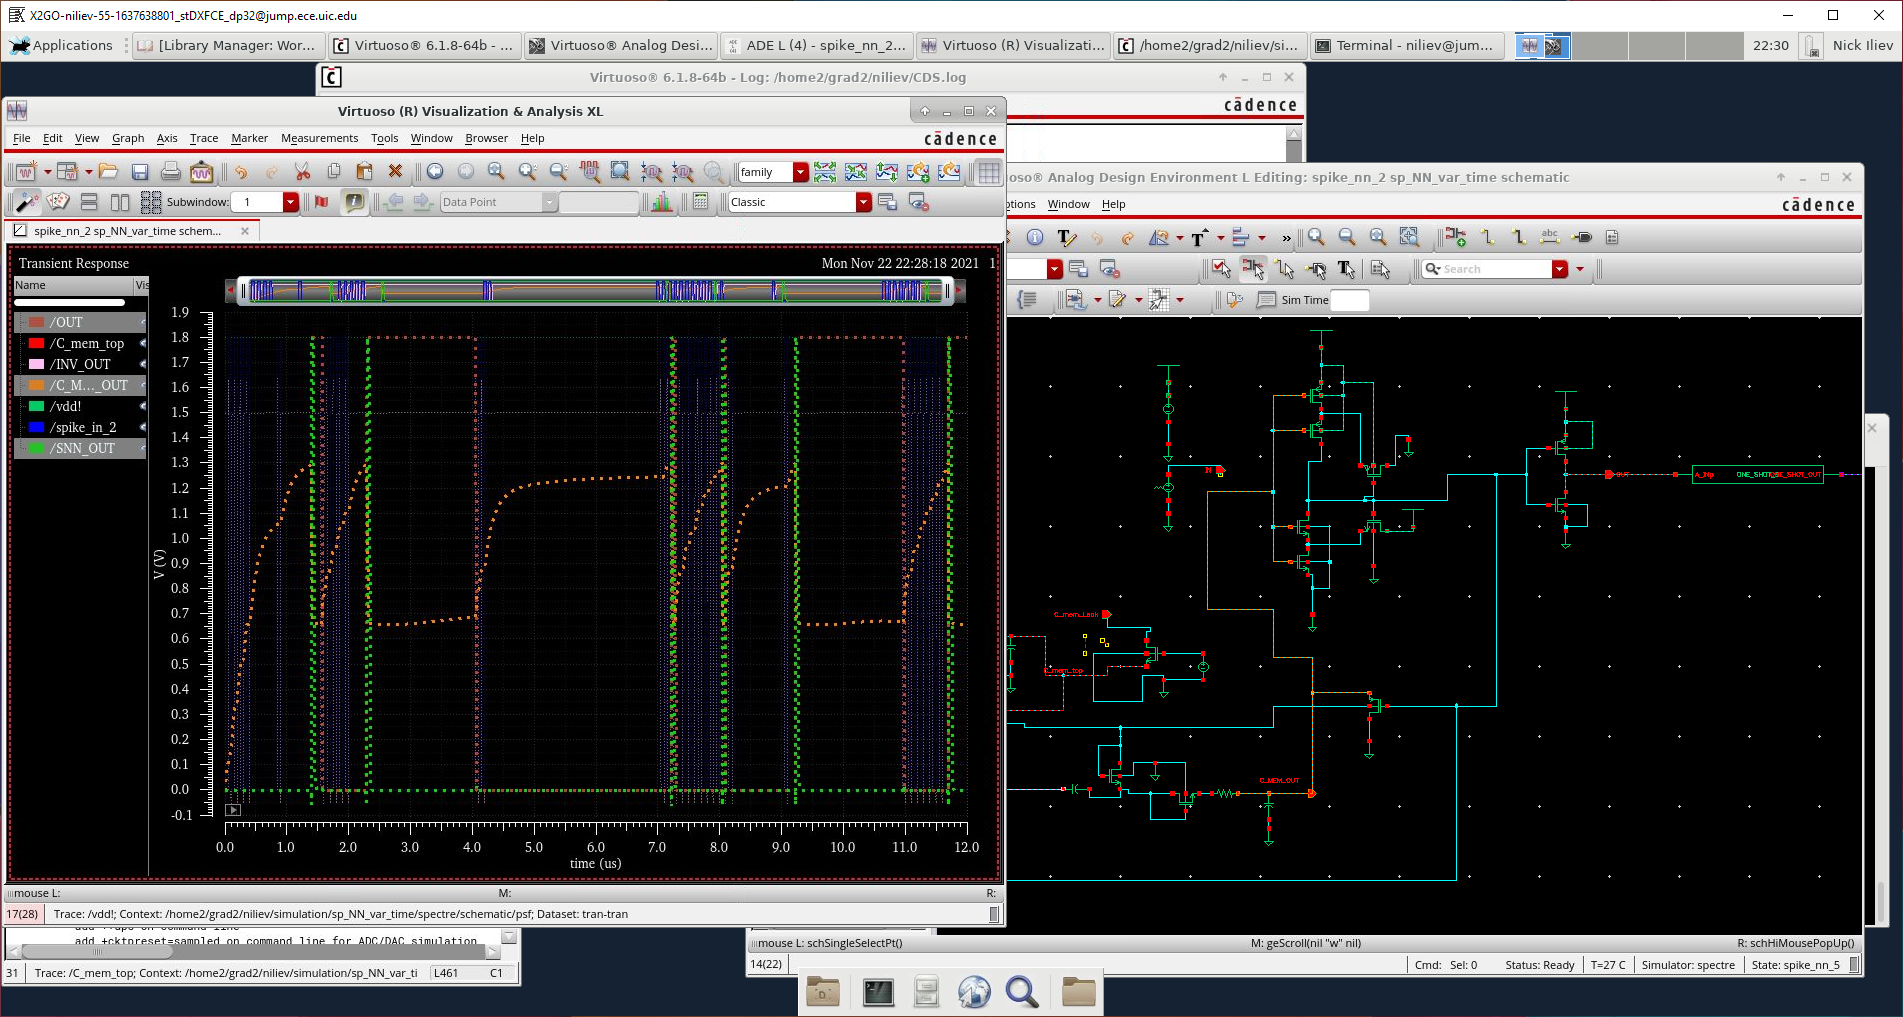 X2GO-niliev-55-1637638801_stDXFCE_dp32@jump.ece.uic.edu
Applications
[Library Manager: Wor...
Virtuoso® 6.1.8-64b - ...
Virtuoso® Analog Desi...
ADE L (4) - spike_nn_2...
Virtuoso (R) Visualizati...
/home2/grad2/niliev/si...
Terminal - niliev@jum...
22:30
Nick Iliev
Virtuoso® 6.1.8-64b - Log: /home2/grad2/niliev/CDS.log
cādence
Virtuoso (R) Visualization & Analysis XL
File Edit View Graph Axis Trace Marker Measurements Tools Window Browser Help
cādence
family
Subwindow: 1
Data Point
Classic
spike_nn_2 sp_NN_var_time schem...
Transient Response
Mon Nov 22 22:28:18 2021 1
Name
Vis
/OUT
/C_mem_top
/INV_OUT
/C_M..._OUT
/vdd!
/spike_in_2
/SNN_OUT
V (V)
1.9
1.8
1.7
1.6
1.5
1.4
1.3
1.2
1.1
1.0
0.9
0.8
0.7
0.6
0.5
0.4
0.3
0.2
0.1
0.0
-0.1
0.0 1.0 2.0 3.0 4.0 5.0 6.0 7.0 8.0 9.0 10.0 11.0 12.0
time (us)
mouse L:
M:
R:
17(28)
Trace: /vdd!; Context: /home2/grad2/niliev/simulation/sp_NN_var_time/spectre/schematic/psf; Dataset: tran-tran
add +cktpreset=sampled on command line for ADC/DAC simulation
31
Trace: /C_mem_top; Context: /home2/grad2/niliev/simulation/sp_NN_var_ti
L461
C1
oso® Analog Design Environment L Editing: spike_nn_2 sp_NN_var_time schematic
ptions Window Help
cādence
abc
Search
Sim Time
IN
OUT
A_INp
C_mem_top
C_MEM_OUT
mouse L: schSingleSelectPt()
M: geScroll(nil "w" nil)
R: schHiMousePopUp()
14(22)
Cmd: Sel: 0
Status: Ready
T=27 C
Simulator: spectre
State: spike_nn_5